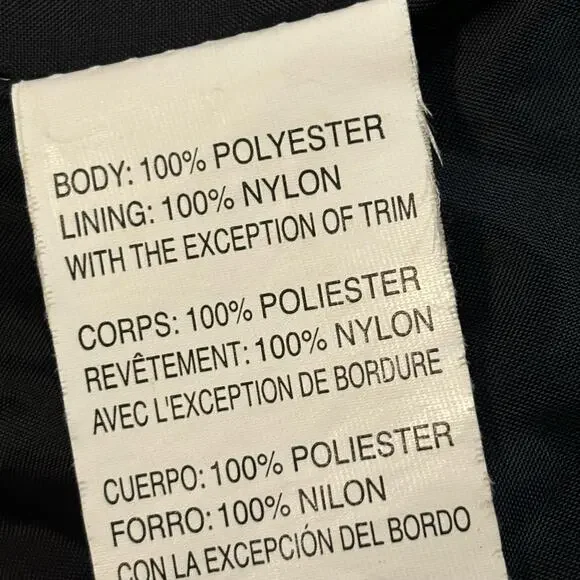 BODY: 100% POLYESTER
LINING: 100% NYLON
WITH THE EXCEPTION OF TRIM
CORPS: 100% POLIESTER
REVÊTEMENT: 100% NYLON
AVEC L'EXCEPTION DE BORDURE
CUERPO: 100% POLIESTER
FORRO: 100% NILON
CON LA EXCEPCIÓN DEL BORDO